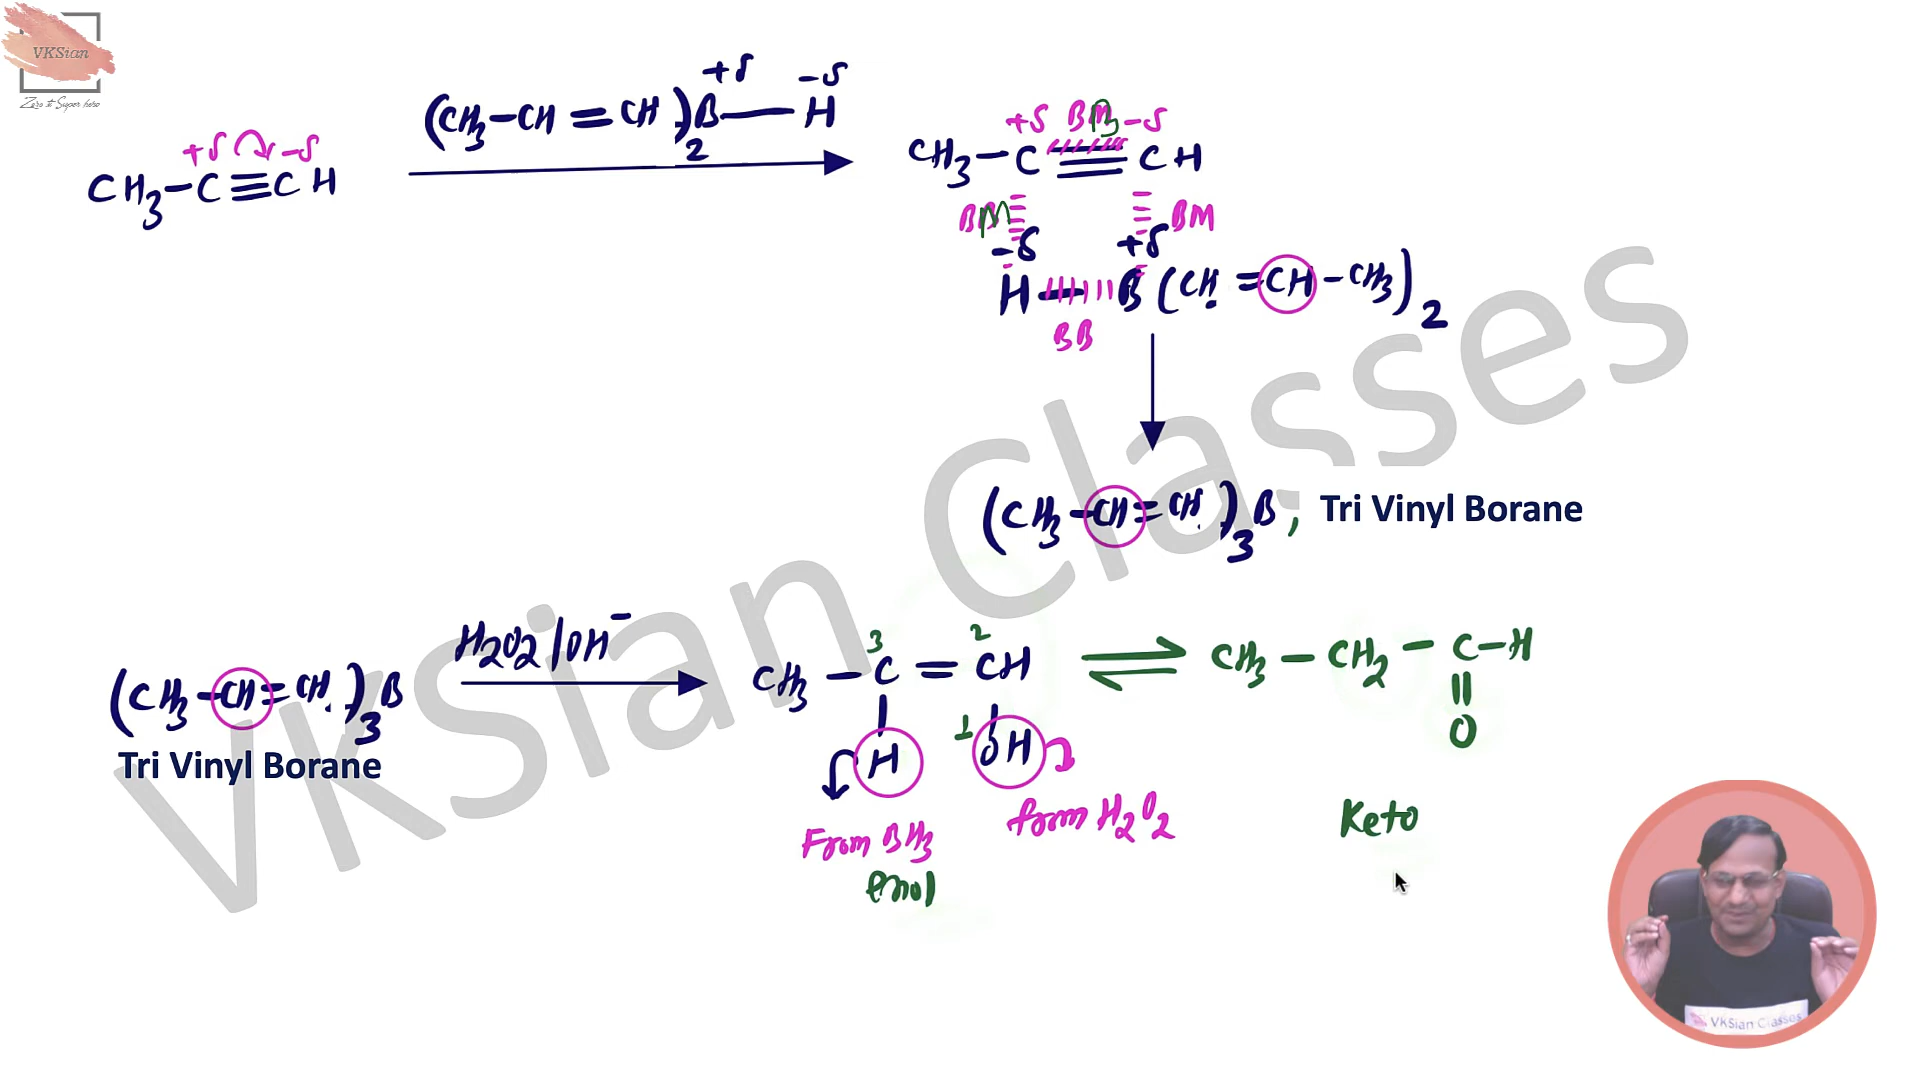 VKSian
Zero to Super hero
(CH₃–CH=CH)₂B—H
+δ –δ
CH₃–C≡CH
+δ –δ
CH₃–C≡CH
+δ BM –δ
BM BM
–δ +δ
H—B(CH=CH–CH₃)₂
BB
(CH₃–CH=CH)₃B, Tri Vinyl Borane
(CH₃–CH=CH)₃B
Tri Vinyl Borane
H₂O₂/OH⁻
3 2
CH₃–C=CH ⇌ CH₃–CH₂–C–H
1
H OH O
From BH₃ from H₂O₂
enol Keto
VKSian Classes
VKSian Classes